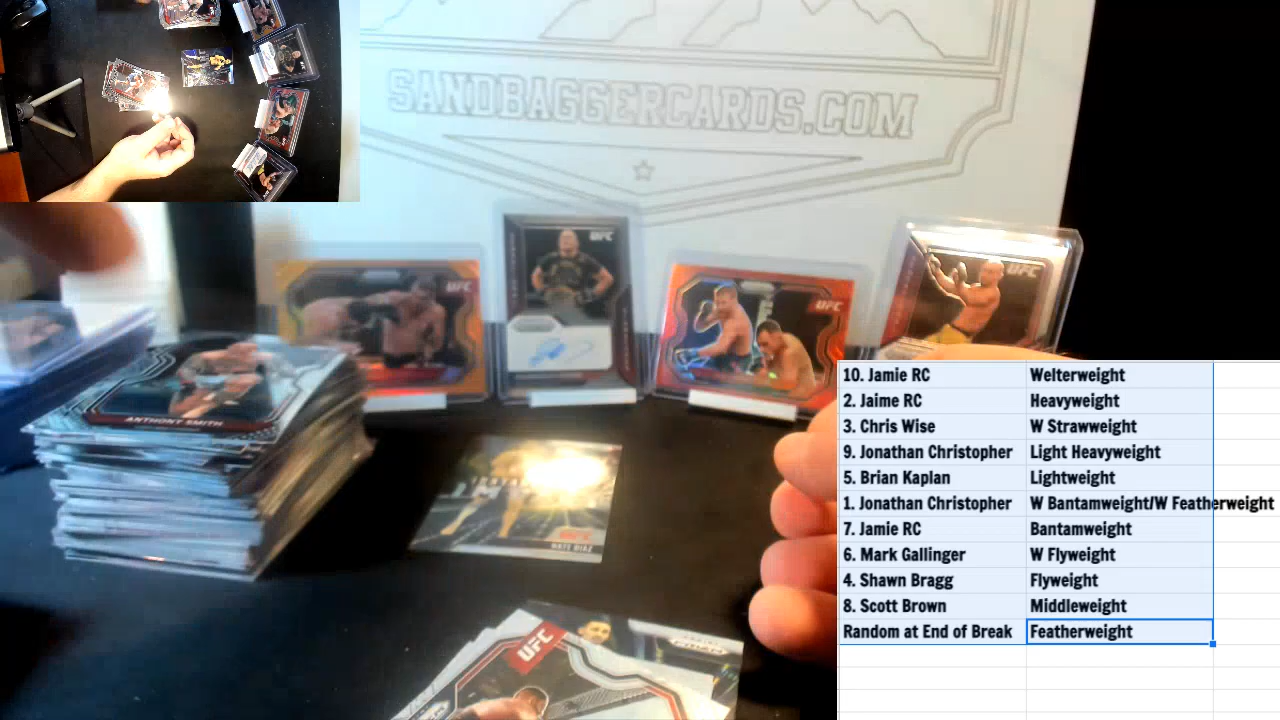 SANDBAGGERCARDS.COM
UFC
UFC
UFC
UFC
ANTHONY SMITH
UFC
NATE DIAZ
UFC
PRIZM
10. Jamie RC Welterweight
2. Jaime RC Heavyweight
3. Chris Wise W Strawweight
9. Jonathan Christopher Light Heavyweight
5. Brian Kaplan Lightweight
1. Jonathan Christopher W Bantamweight/W Featherweight
7. Jamie RC Bantamweight
6. Mark Gallinger W Flyweight
4. Shawn Bragg Flyweight
8. Scott Brown Middleweight
Random at End of Break Featherweight